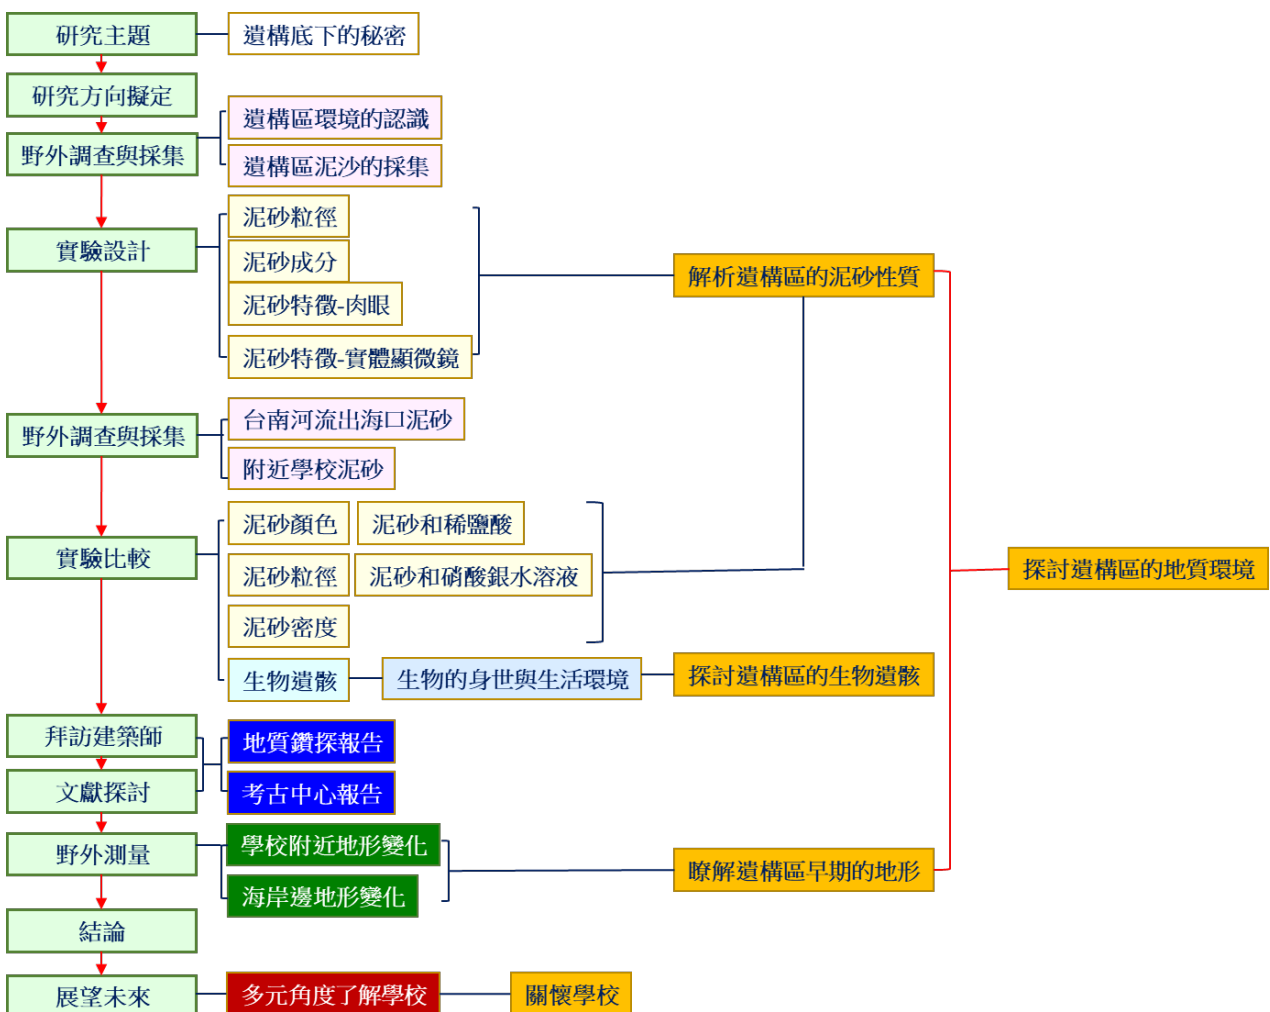 研究主題
遺構底下的秘密
研究方向擬定
野外調查與採集
遺構區環境的認識
遺構區泥沙的採集
實驗設計
泥砂粒徑
泥砂成分
泥砂特徵-肉眼
泥砂特徵-實體顯微鏡
解析遺構區的泥砂性質
野外調查與採集
台南河流出海口泥砂
附近學校泥砂
實驗比較
泥砂顏色
泥砂和稀鹽酸
泥砂粒徑
泥砂和硝酸銀水溶液
泥砂密度
生物遺骸
生物的身世與生活環境
探討遺構區的生物遺骸
探討遺構區的地質環境
拜訪建築師
文獻探討
地質鑽探報告
考古中心報告
野外測量
學校附近地形變化
海岸邊地形變化
瞭解遺構區早期的地形
結論
展望未來
多元角度了解學校
關懷學校